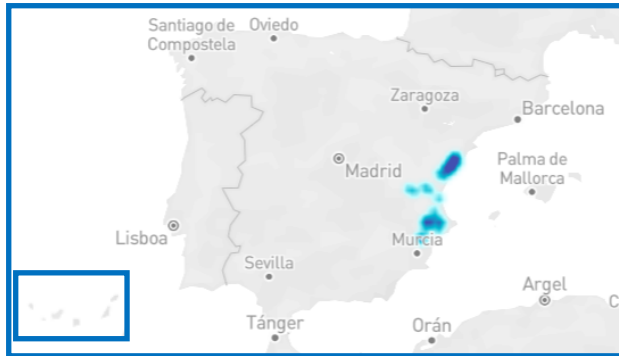 Santiago de
Compostela
Oviedo
Zaragoza
Barcelona
Madrid
Palma de
Mallorca
Lisboa
Murcia
Sevilla
Argel
C
Tánger
Orán